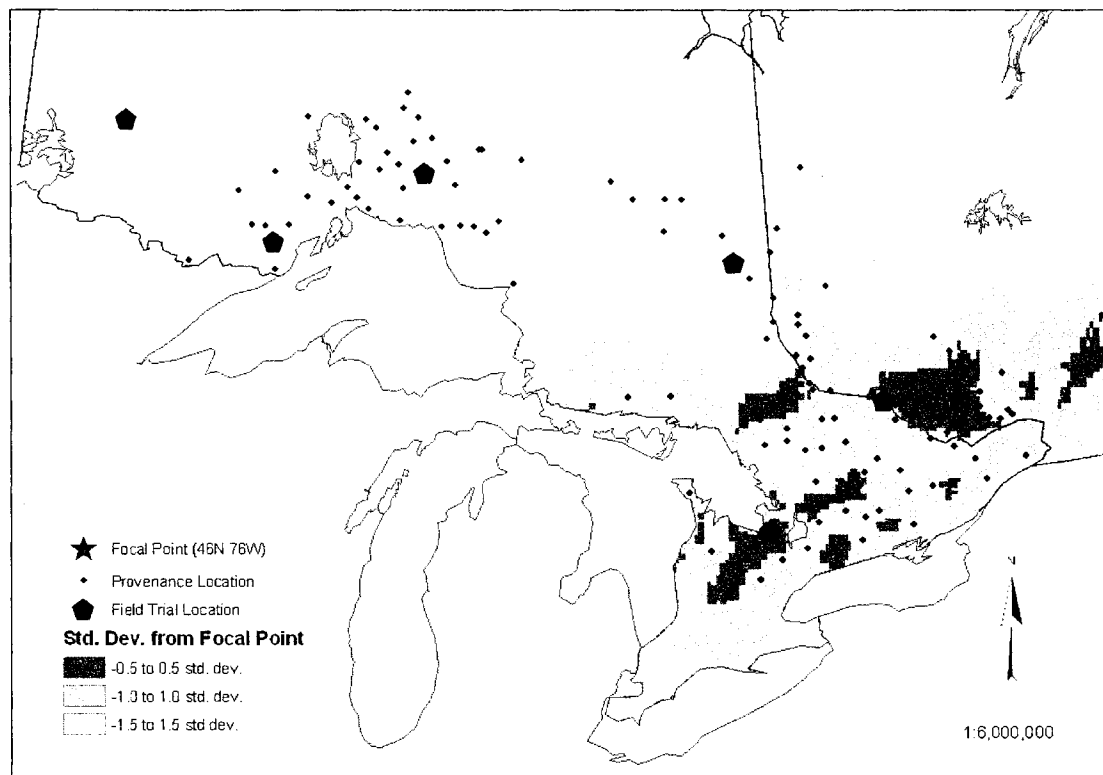 Focal Point (46N 76W)
Provenance Location
Field Trial Location
Std. Dev. from Focal Point
-0.5 to 0.5 std. dev.
-1.0 to 1.0 std. dev.
-1.5 to 1.5 std dev.
N
1:6,000,000